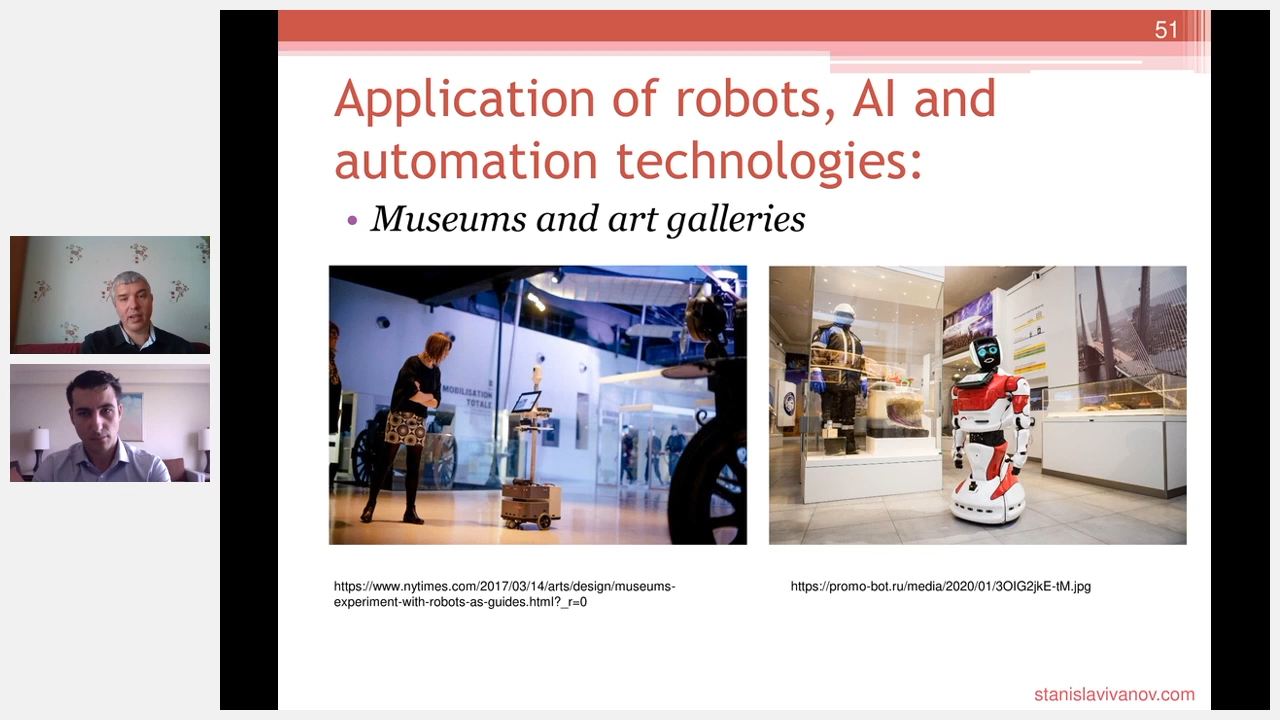 51
Application of robots, AI and
automation technologies:
• Museums and art galleries
MOBILISATION
TOTALE
https://www.nytimes.com/2017/03/14/arts/design/museums-
experiment-with-robots-as-guides.html?_r=0
https://promo-bot.ru/media/2020/01/3OIG2jkE-tM.jpg
stanislavivanov.com